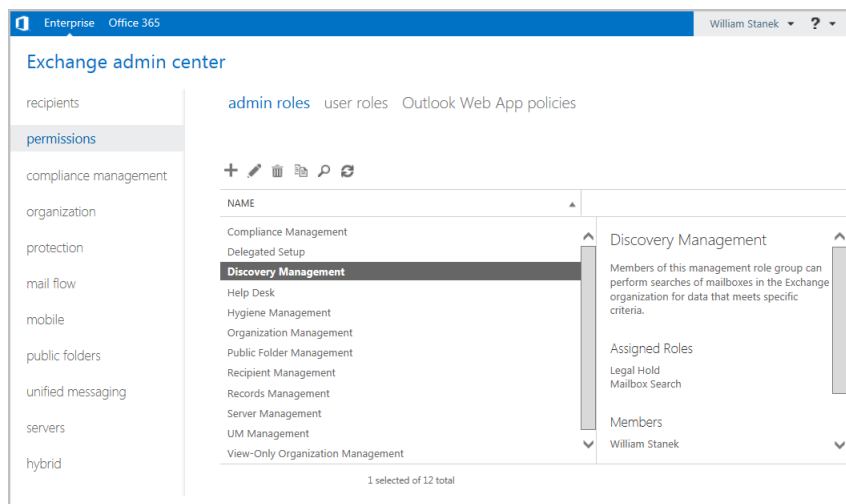 Enterprise Office 365
William Stanek ?
Exchange admin center
recipients
permissions
compliance management
organization
protection
mail flow
mobile
public folders
unified messaging
servers
hybrid
admin roles user roles Outlook Web App policies
NAME
Compliance Management
Delegated Setup
Discovery Management
Help Desk
Hygiene Management
Organization Management
Public Folder Management
Recipient Management
Records Management
Server Management
UM Management
View-Only Organization Management
1 selected of 12 total
Discovery Management
Members of this management role group can
perform searches of mailboxes in the Exchange
organization for data that meets specific
criteria.
Assigned Roles
Legal Hold
Mailbox Search
Members
William Stanek